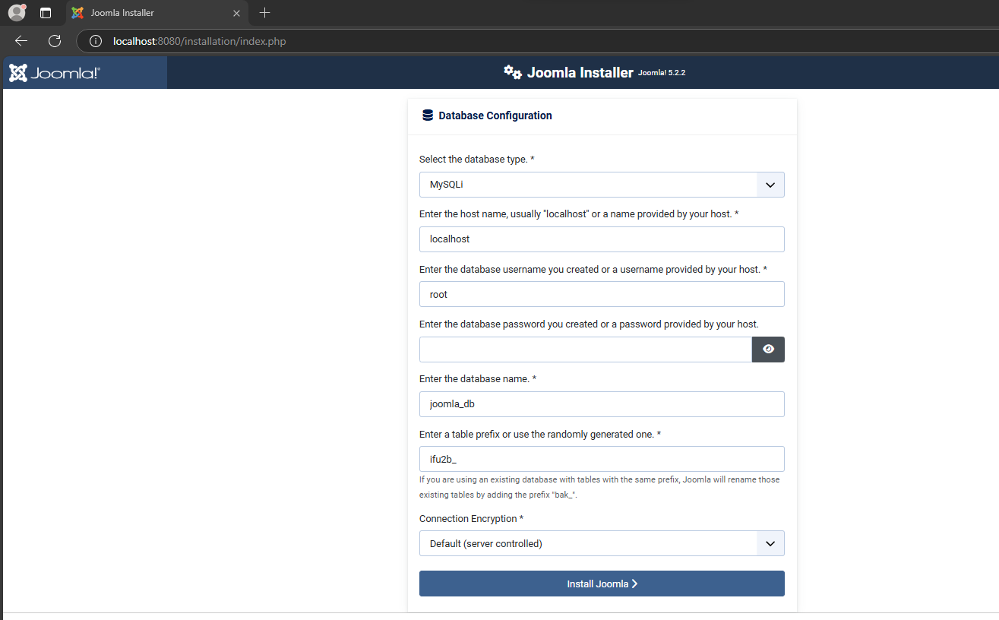 Joomla Installer
localhost:8080/installation/index.php
Joomla!®
Joomla Installer Joomla! 5.2.2
Database Configuration
Select the database type. *
MySQLi
Enter the host name, usually "localhost" or a name provided by your host. *
localhost
Enter the database username you created or a username provided by your host. *
root
Enter the database password you created or a password provided by your host.
Enter the database name. *
joomla_db
Enter a table prefix or use the randomly generated one. *
ifu2b_
If you are using an existing database with tables with the same prefix, Joomla will rename those
existing tables by adding the prefix "bak_".
Connection Encryption *
Default (server controlled)
Install Joomla